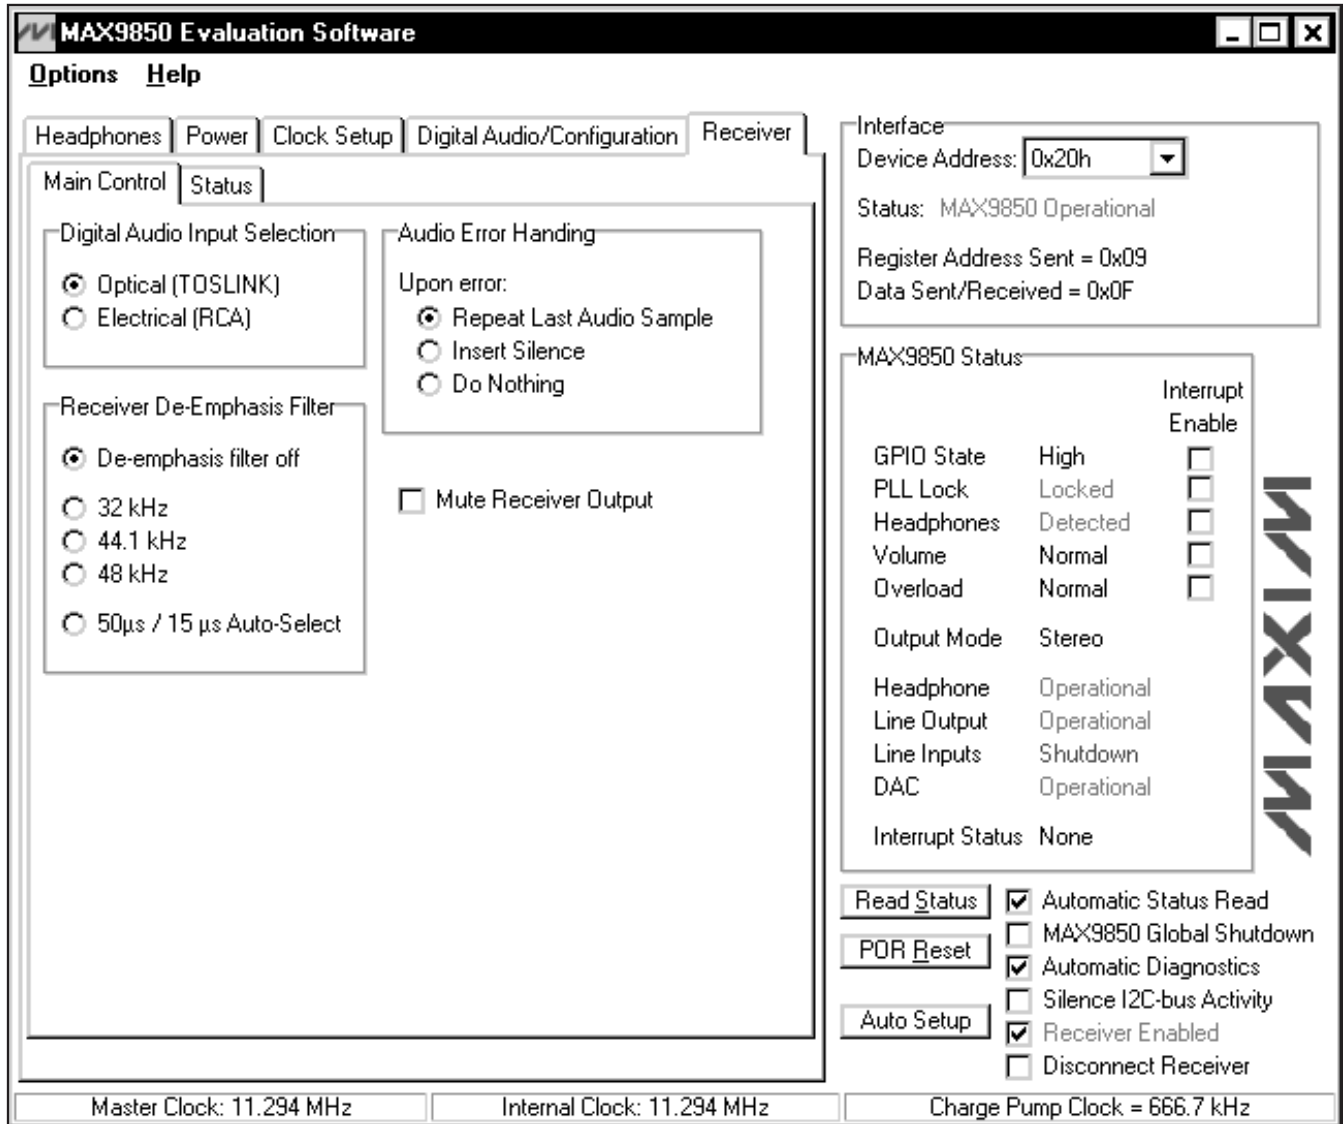 MAX9850 Evaluation Software
Options Help
Headphones Power Clock Setup Digital Audio/Configuration Receiver
Main Control Status
Digital Audio Input Selection
Optical (TOSLINK)
Electrical (RCA)
Receiver De-Emphasis Filter
De-emphasis filter off
32 kHz
44.1 kHz
48 kHz
50µs / 15 µs Auto-Select
Audio Error Handing
Upon error:
Repeat Last Audio Sample
Insert Silence
Do Nothing
Mute Receiver Output
Interface
Device Address: 0x20h
Status: MAX9850 Operational
Register Address Sent = 0x09
Data Sent/Received = 0x0F
MAX9850 Status
Interrupt
Enable
GPIO State High
PLL Lock Locked
Headphones Detected
Volume Normal
Overload Normal
Output Mode Stereo
Headphone Operational
Line Output Operational
Line Inputs Shutdown
DAC Operational
Interrupt Status None
MAXIM
Read Status
POR Reset
Auto Setup
Automatic Status Read
MAX9850 Global Shutdown
Automatic Diagnostics
Silence I2C-bus Activity
Receiver Enabled
Disconnect Receiver
Master Clock: 11.294 MHz
Internal Clock: 11.294 MHz
Charge Pump Clock = 666.7 kHz